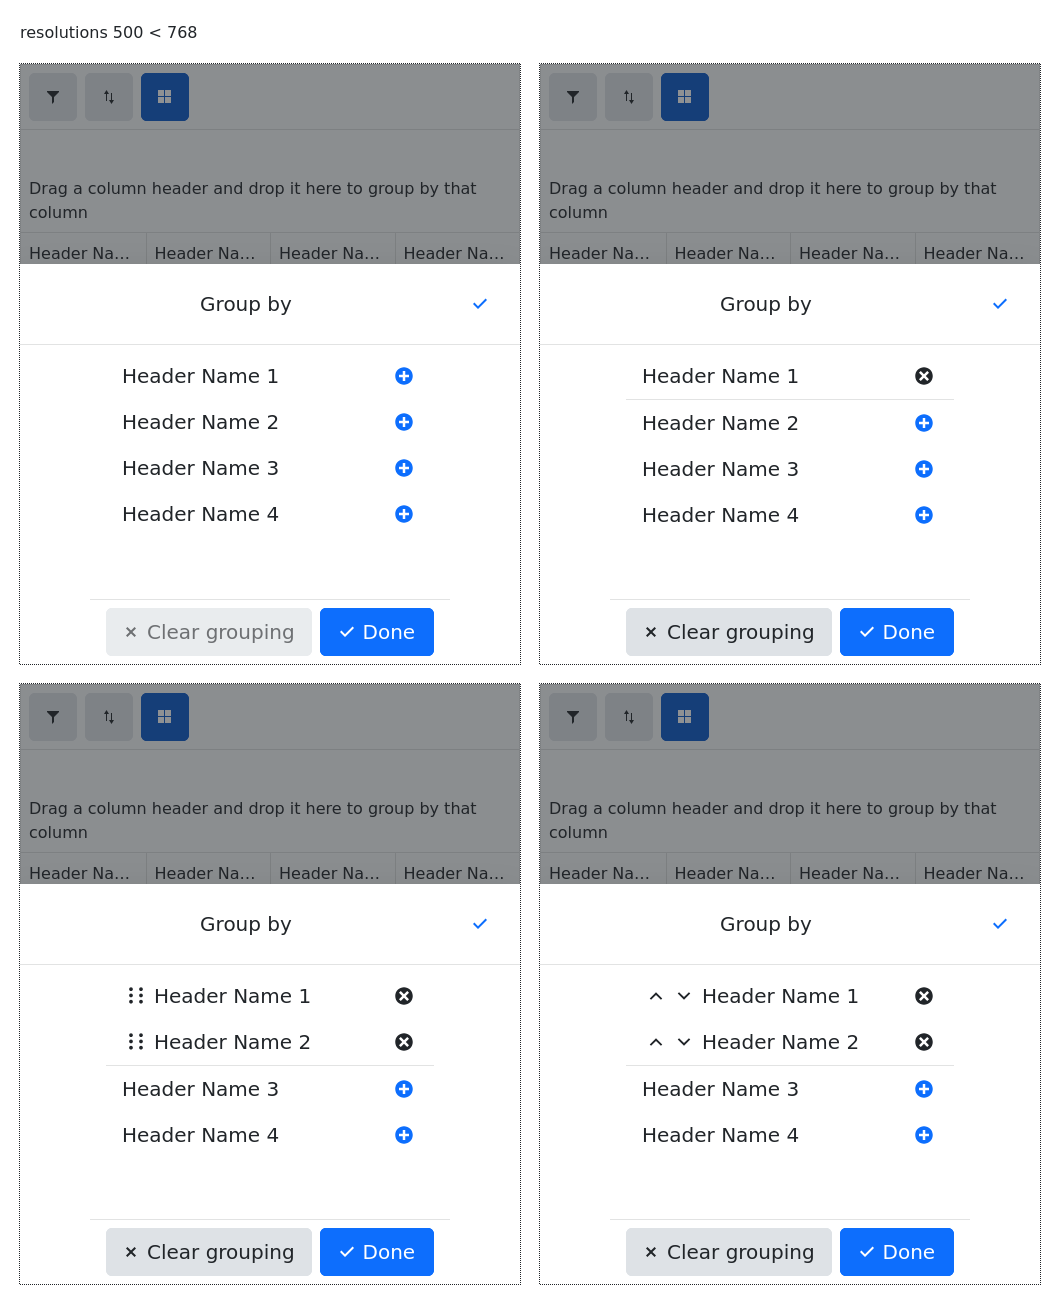 resolutions 500 < 768
Drag a column header and drop it here to group by that
column
Header Na... Header Na... Header Na... Header Na...
Group by
Header Name 1
Header Name 2
Header Name 3
Header Name 4
Clear grouping Done
Drag a column header and drop it here to group by that
column
Header Na... Header Na... Header Na... Header Na...
Group by
Header Name 1
Header Name 2
Header Name 3
Header Name 4
Clear grouping Done
Drag a column header and drop it here to group by that
column
Header Na... Header Na... Header Na... Header Na...
Group by
Header Name 1
Header Name 2
Header Name 3
Header Name 4
Clear grouping Done
Drag a column header and drop it here to group by that
column
Header Na... Header Na... Header Na... Header Na...
Group by
Header Name 1
Header Name 2
Header Name 3
Header Name 4
Clear grouping Done